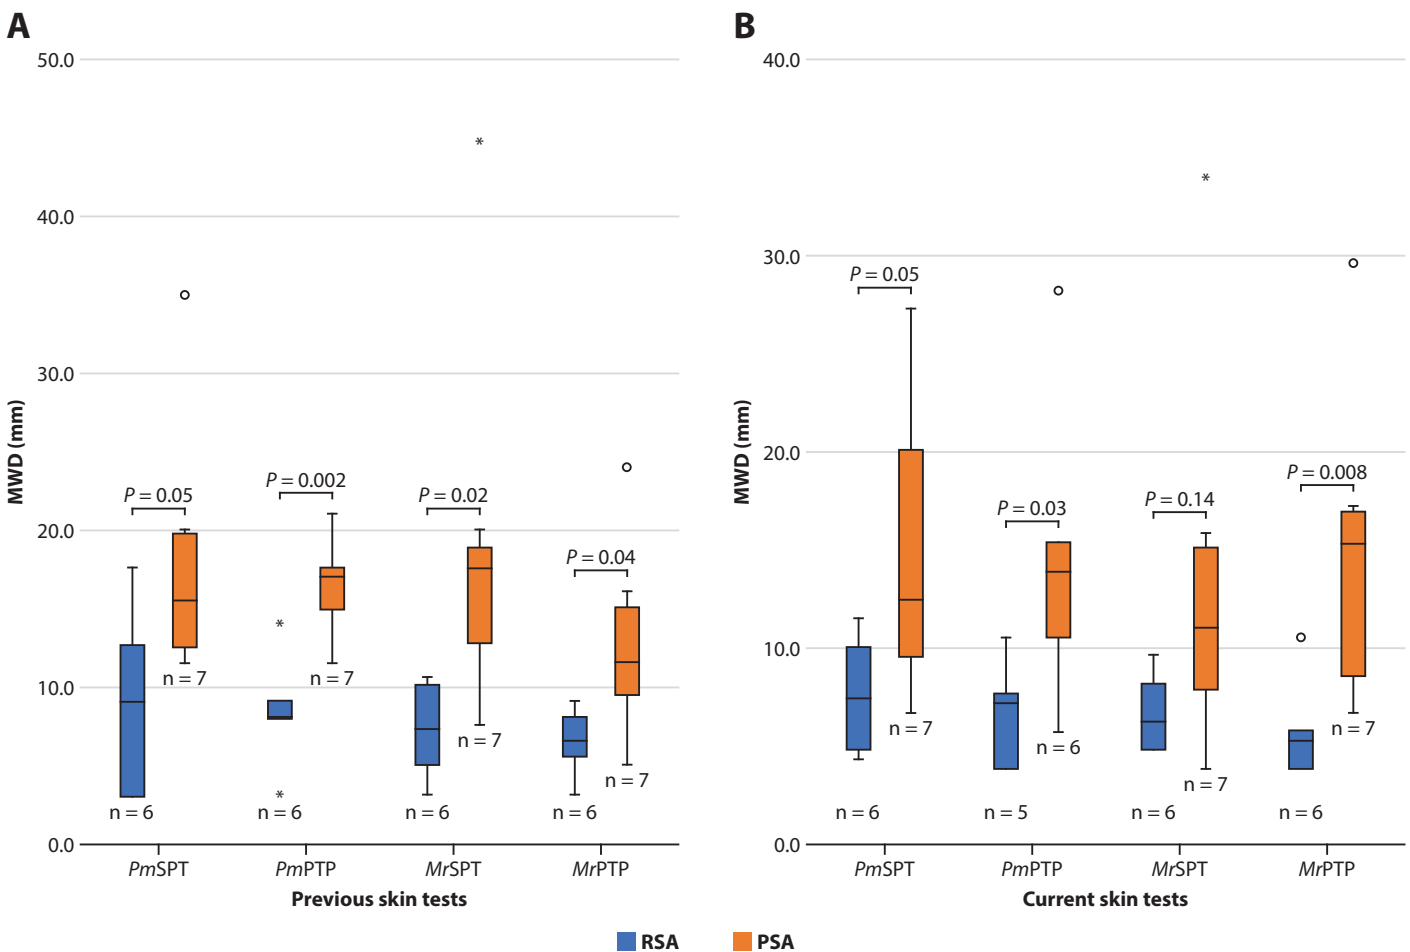 A
MWD (mm)
50.0
40.0
30.0
20.0
10.0
0.0
P = 0.05
P = 0.002
P = 0.02
P = 0.04
n = 7
n = 7
n = 7
n = 7
n = 6
n = 6
n = 6
n = 6
PmSPT
PmPTP
MrSPT
MrPTP
Previous skin tests
B
MWD (mm)
40.0
30.0
20.0
10.0
0.0
P = 0.05
P = 0.03
P = 0.14
P = 0.008
n = 7
n = 6
n = 7
n = 7
n = 6
n = 5
n = 6
n = 6
PmSPT
PmPTP
MrSPT
MrPTP
Current skin tests
RSA
PSA